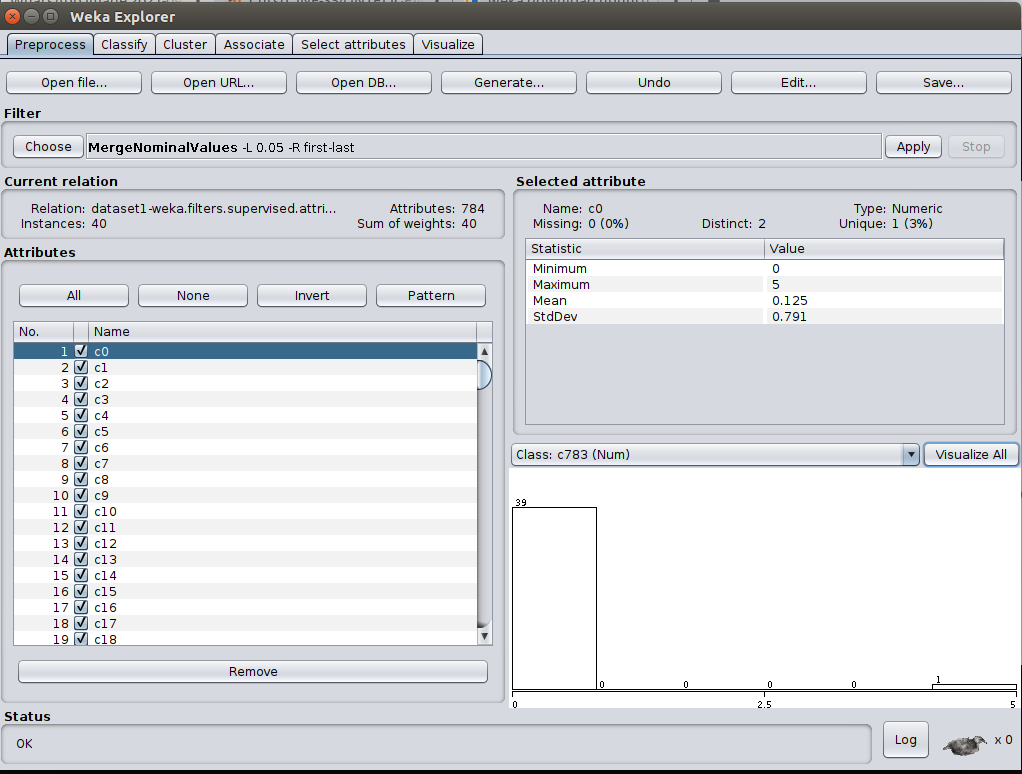 Weka Explorer
Preprocess Classify Cluster Associate Select attributes Visualize
Open file... Open URL... Open DB... Generate... Undo Edit... Save...
Filter
Choose MergeNominalValues -L 0.05 -R first-last Apply Stop
Current relation
Relation: dataset1-weka.filters.supervised.attri... Attributes: 784
Instances: 40 Sum of weights: 40
Attributes
All None Invert Pattern
No. Name
1 c0
2 c1
3 c2
4 c3
5 c4
6 c5
7 c6
8 c7
9 c8
10 c9
11 c10
12 c11
13 c12
14 c13
15 c14
16 c15
17 c16
18 c17
19 c18
Remove
Selected attribute
Name: c0 Type: Numeric
Missing: 0 (0%) Distinct: 2 Unique: 1 (3%)
Statistic Value
Minimum 0
Maximum 5
Mean 0.125
StdDev 0.791
Class: c783 (Num) Visualize All
39
0 0 0 0 1
0 2.5 5
Status
OK Log x 0